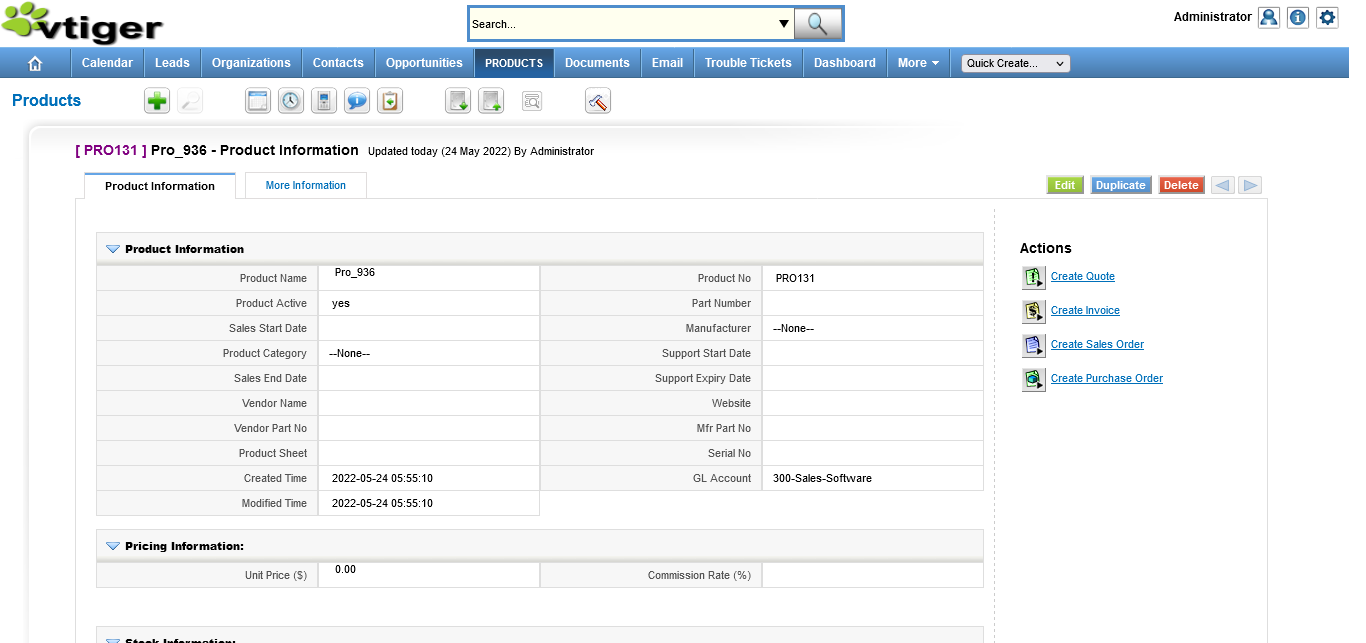 vtiger
Search...
Administrator
Calendar Leads Organizations Contacts Opportunities PRODUCTS Documents Email Trouble Tickets Dashboard More Quick Create...
Products
[ PRO131 ] Pro_936 - Product Information Updated today (24 May 2022) By Administrator
Product Information More Information Edit Duplicate Delete
Product Information
Product Name Pro_936 Product No PRO131
Product Active yes Part Number
Sales Start Date Manufacturer --None--
Product Category --None-- Support Start Date
Sales End Date Support Expiry Date
Vendor Name Website
Vendor Part No Mfr Part No
Product Sheet Serial No
Created Time 2022-05-24 05:55:10 GL Account 300-Sales-Software
Modified Time 2022-05-24 05:55:10
Pricing Information:
Unit Price ($) 0.00 Commission Rate (%)
Stock Information:
Actions
Create Quote
Create Invoice
Create Sales Order
Create Purchase Order